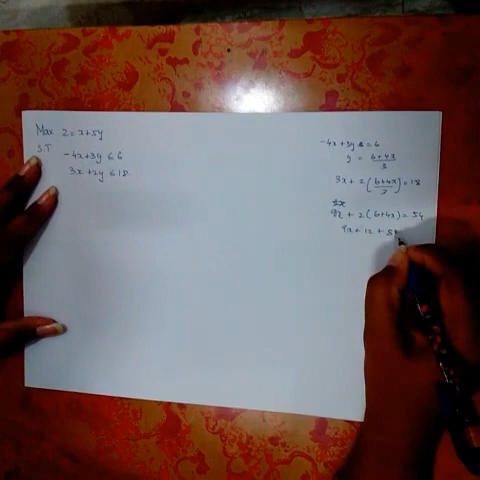 Max Z = x+5y
S.T -4x+3y ≤ 6
3x+2y ≤ 18
-4x+3y = 6
y = 6+4x/3
3x + 2(6+4x/3) = 18
9x + 2(6+4x) = 54
9x + 12 + 8